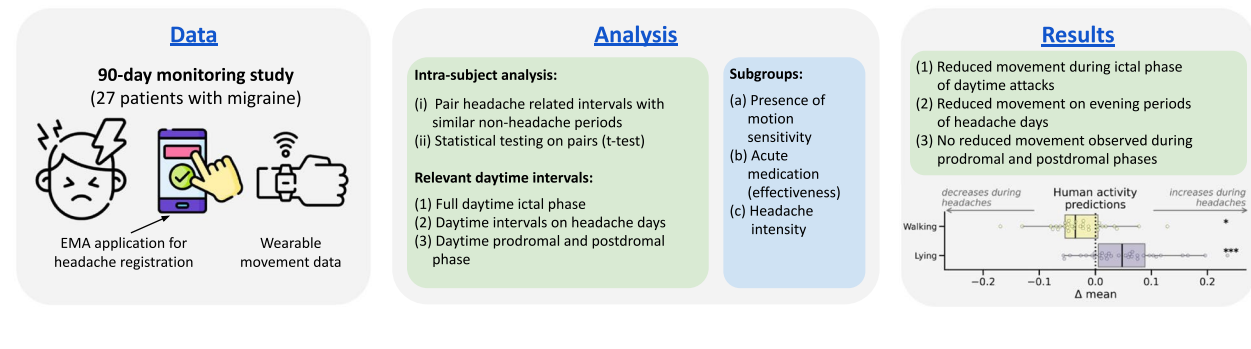 Data
90-day monitoring study
(27 patients with migraine)
EMA application for
headache registration
Wearable
movement data
Analysis
Intra-subject analysis:
(i) Pair headache related intervals with
similar non-headache periods
(ii) Statistical testing on pairs (t-test)
Relevant daytime intervals:
(1) Full daytime ictal phase
(2) Daytime intervals on headache days
(3) Daytime prodromal and postdromal
phase
Subgroups:
(a) Presence of
motion
sensitivity
(b) Acute
medication
(effectiveness)
(c) Headache
intensity
Results
(1) Reduced movement during ictal phase
of daytime attacks
(2) Reduced movement on evening periods
of headache days
(3) No reduced movement observed during
prodromal and postdromal phases
decreases during
headaches
Human activity
predictions
increases during
headaches
Walking
*
Lying
***
−0.2 −0.1 0.0 0.1 0.2
Δ mean